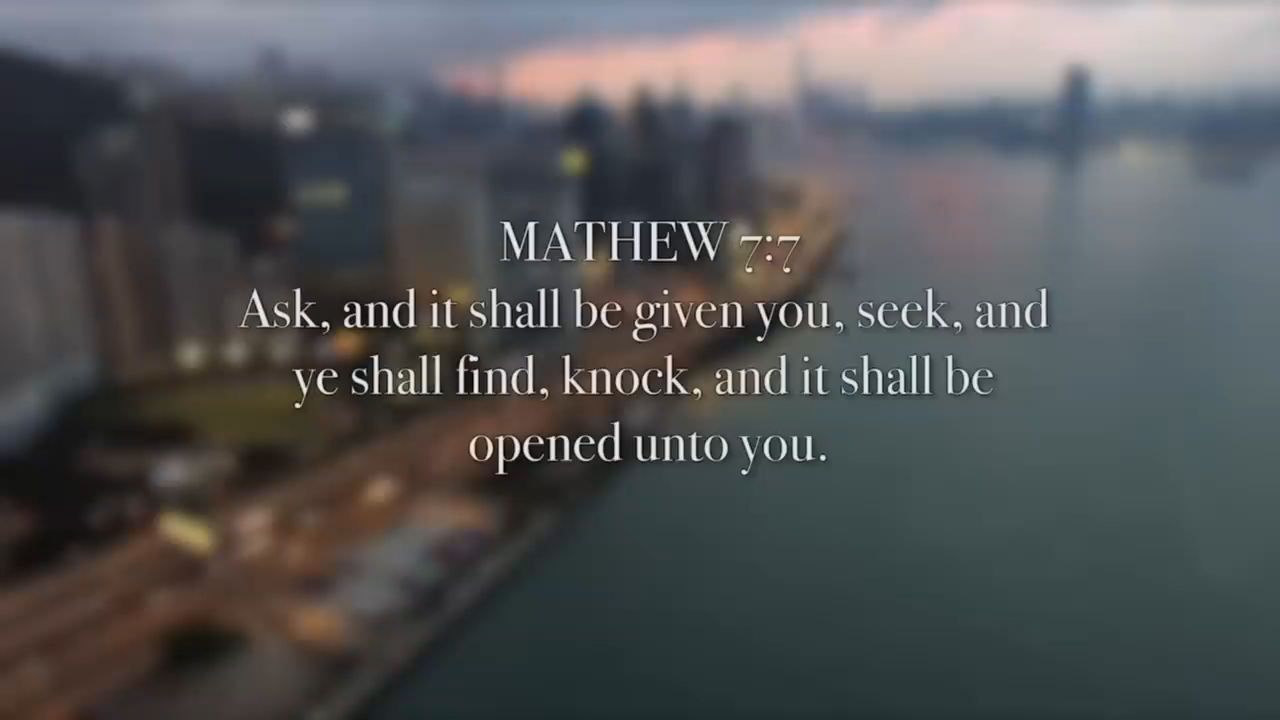 MATHEW 7:7
Ask, and it shall be given you, seek, and
ye shall find, knock, and it shall be
opened unto you.